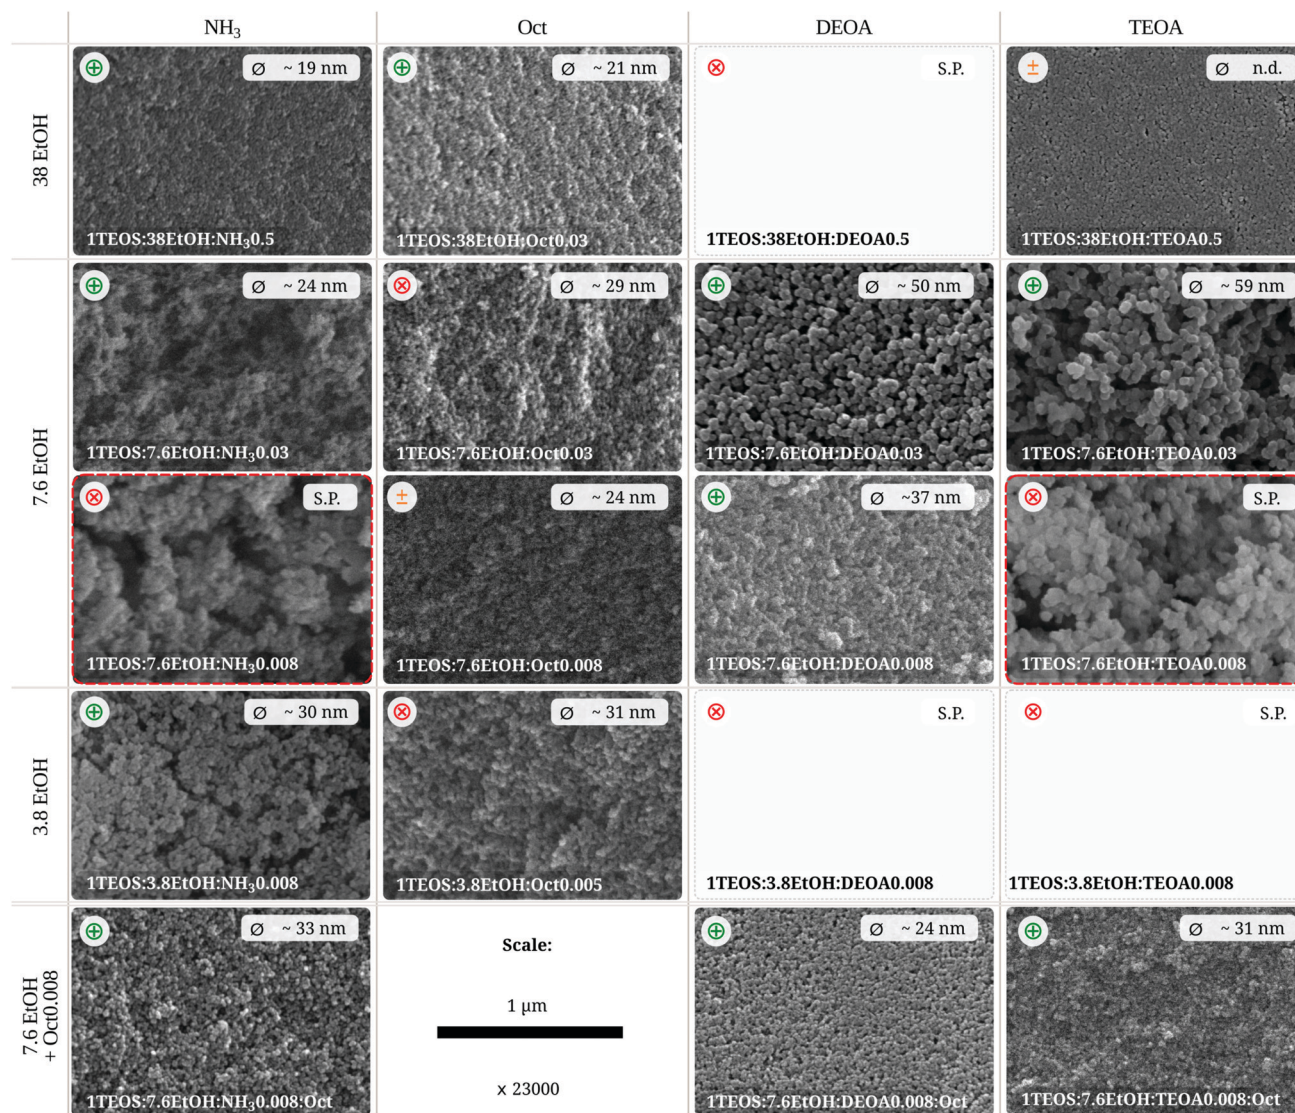 NH₃ Oct DEOA TEOA
38 EtOH
⊕ Ø ~ 19 nm
1TEOS:38EtOH:NH₃0.5
⊕ Ø ~ 21 nm
1TEOS:38EtOH:Oct0.03
⊗ S.P.
1TEOS:38EtOH:DEOA0.5
± Ø n.d.
1TEOS:38EtOH:TEOA0.5
7.6 EtOH
⊕ Ø ~ 24 nm
1TEOS:7.6EtOH:NH₃0.03
⊗ Ø ~ 29 nm
1TEOS:7.6EtOH:Oct0.03
⊕ Ø ~ 50 nm
1TEOS:7.6EtOH:DEOA0.03
⊕ Ø ~ 59 nm
1TEOS:7.6EtOH:TEOA0.03
⊗ S.P.
1TEOS:7.6EtOH:NH₃0.008
± Ø ~ 24 nm
1TEOS:7.6EtOH:Oct0.008
⊕ Ø ~37 nm
1TEOS:7.6EtOH:DEOA0.008
⊗ S.P.
1TEOS:7.6EtOH:TEOA0.008
3.8 EtOH
⊕ Ø ~ 30 nm
1TEOS:3.8EtOH:NH₃0.008
⊗ Ø ~ 31 nm
1TEOS:3.8EtOH:Oct0.005
⊗ S.P.
1TEOS:3.8EtOH:DEOA0.008
⊗ S.P.
1TEOS:3.8EtOH:TEOA0.008
7.6 EtOH
+ Oct0.008
⊕ Ø ~ 33 nm
1TEOS:7.6EtOH:NH₃0.008:Oct
Scale:
1 µm
x 23000
⊕ Ø ~ 24 nm
1TEOS:7.6EtOH:DEOA0.008:Oct
⊕ Ø ~ 31 nm
1TEOS:7.6EtOH:TEOA0.008:Oct